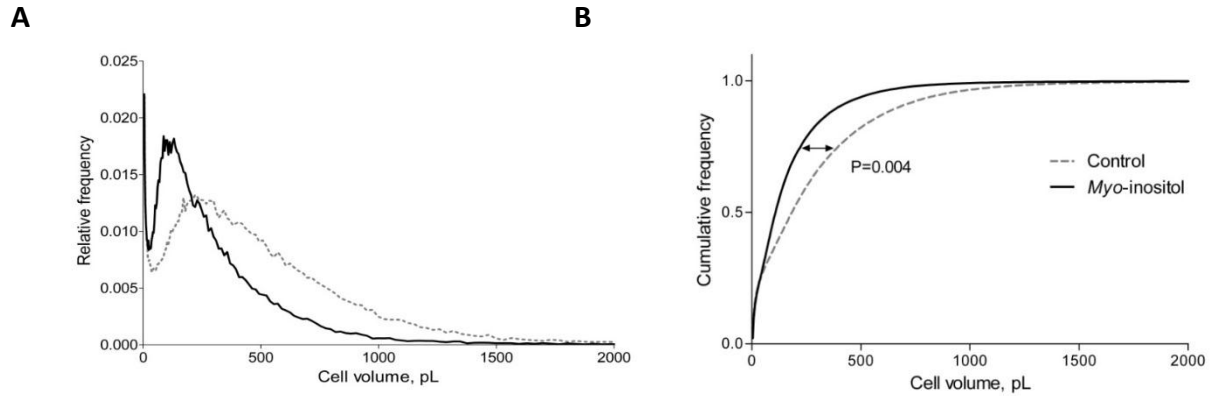 A
B
0.025
0.020
0.015
0.010
0.005
0.000
Relative frequency
0
500
1000
1500
2000
Cell volume, pL
1.0
0.5
0.0
Cumulative frequency
P=0.004
Control
Myo-inositol
0
500
1000
1500
2000
Cell volume, pL